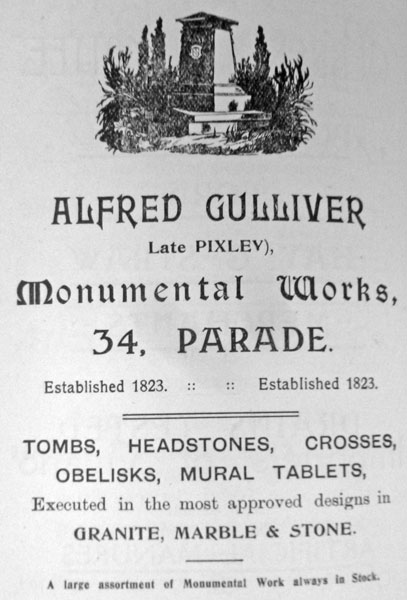 ALFRED GULLIVER
Late PIXLEY),
Monumental Works,
34, PARADE.
Established 1823. :: :: Established 1823.
TOMBS, HEADSTONES, CROSSES,
OBELISKS, MURAL TABLETS,
Executed in the most approved designs in
GRANITE, MARBLE & STONE.
A large assortment of Monumental Work always in Stock.